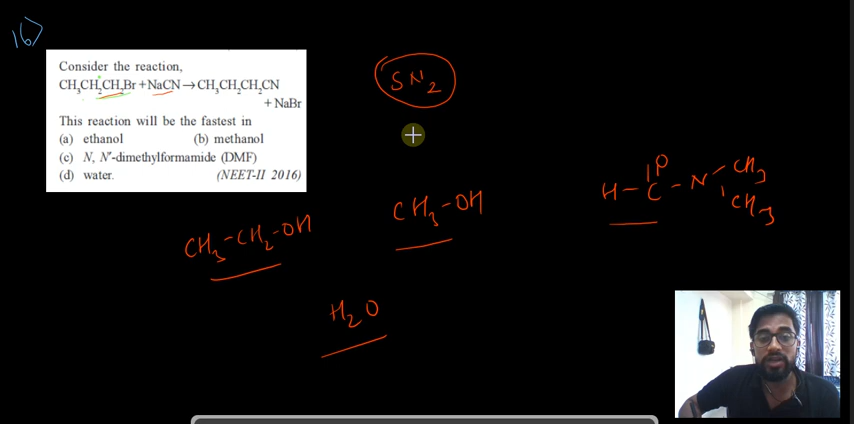 16)
Consider the reaction,
CH₃CH₂CH₂Br + NaCN → CH₃CH₂CH₂CN
+ NaBr
This reaction will be the fastest in
(a) ethanol (b) methanol
(c) N, N'-dimethylformamide (DMF)
(d) water. (NEET-II 2016)
SN2
CH₃-CH₂-OH
CH₃-OH
H-C-N
CH₃
CH₃
H₂O